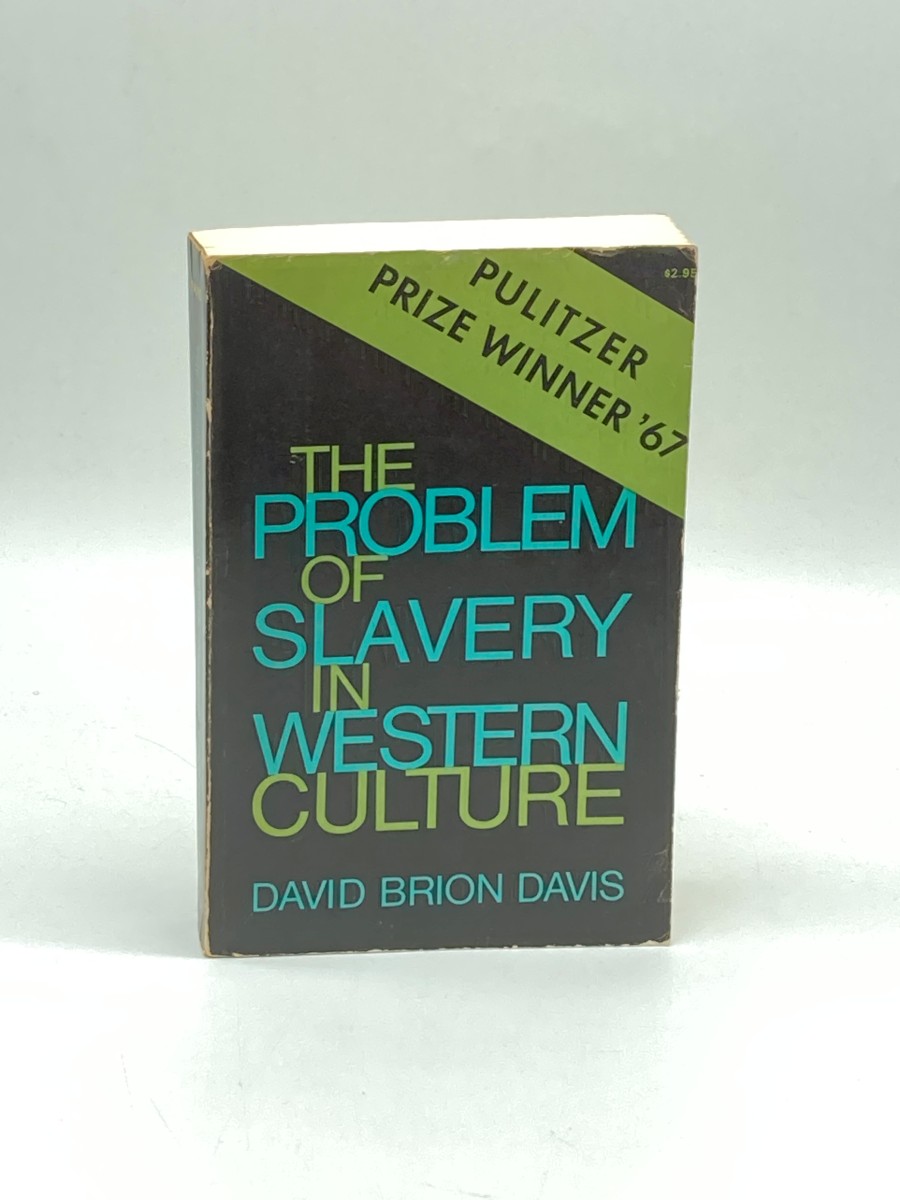 $2.95
PULITZER
PRIZE WINNER '67
THE
PROBLEM
OF
SLAVERY
IN
WESTERN
CULTURE
DAVID BRION DAVIS